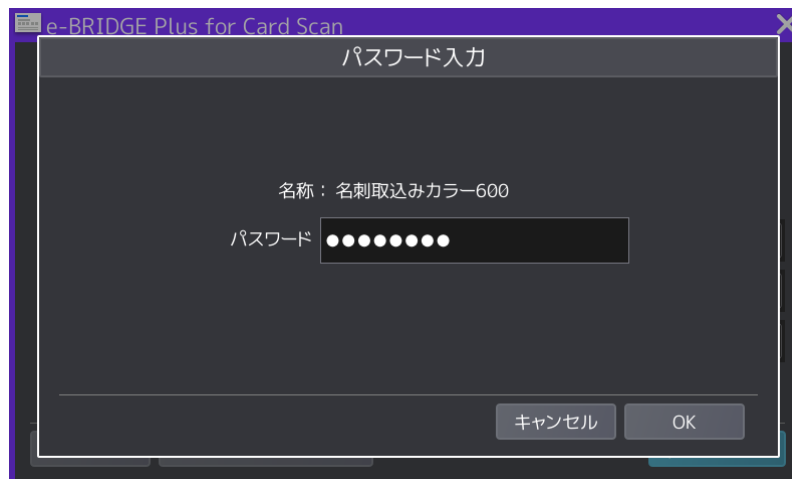 e-BRIDGE Plus for Card Scan
パスワード入力
名称： 名刺取込みカラー600
パスワード ●●●●●●●●
キャンセル OK